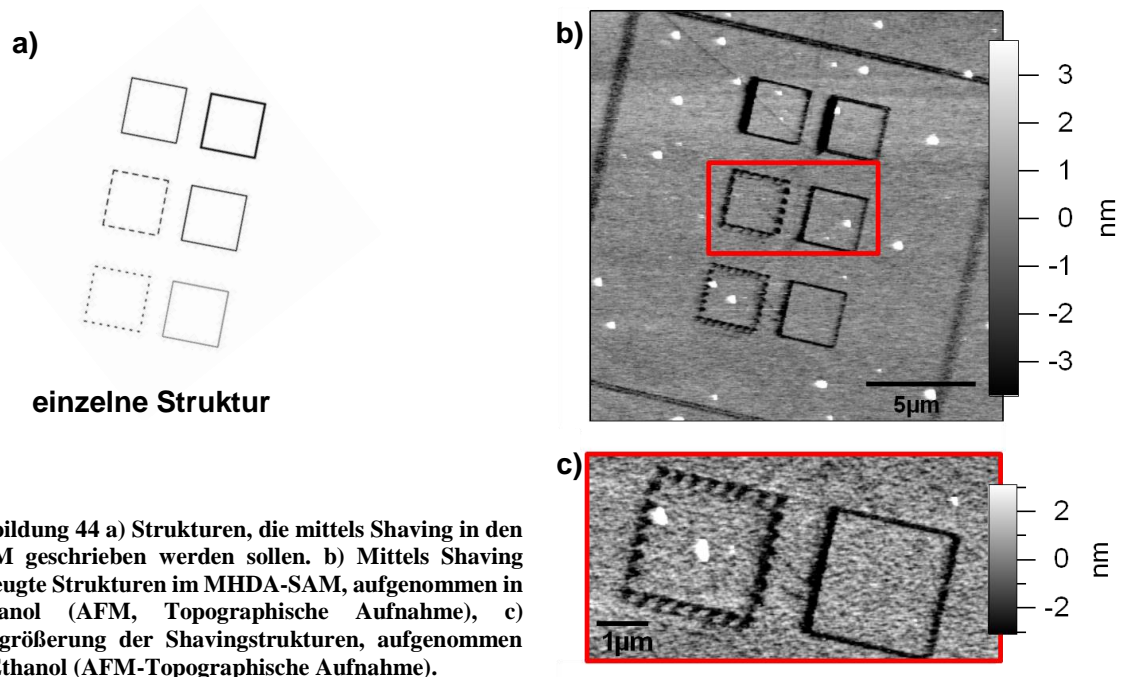 a)
einzelne Struktur
b)
3
2
1
0
-1
-2
-3
nm
5µm
c)
2
0
-2
nm
1µm
bildung 44 a) Strukturen, die mittels Shaving in den
M geschrieben werden sollen. b) Mittels Shaving
eugte Strukturen im MHDA-SAM, aufgenommen in
anol (AFM, Topographische Aufnahme), c)
größerung der Shavingstrukturen, aufgenommen
Ethanol (AFM-Topographische Aufnahme).